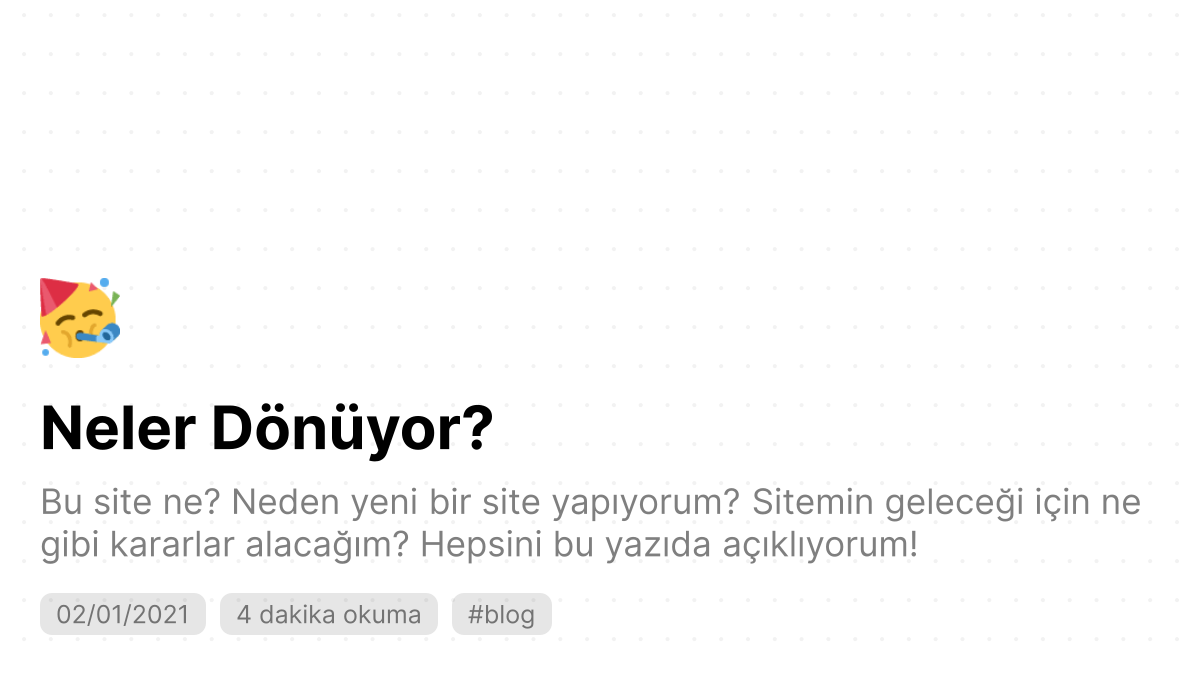 Neler Dönüyor?
Bu site ne? Neden yeni bir site yapıyorum? Sitemin geleceği için ne
gibi kararlar alacağım? Hepsini bu yazıda açıklıyorum!
02/01/2021 4 dakika okuma #blog